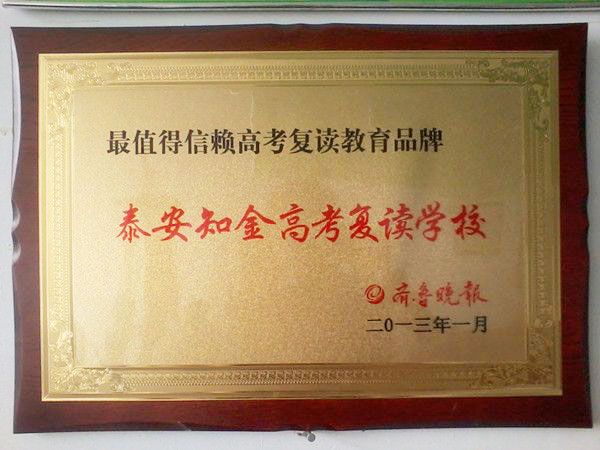 最值得信赖高考复读教育品牌
泰安知金高考复读学校
齐鲁晚报
二0一三年一月